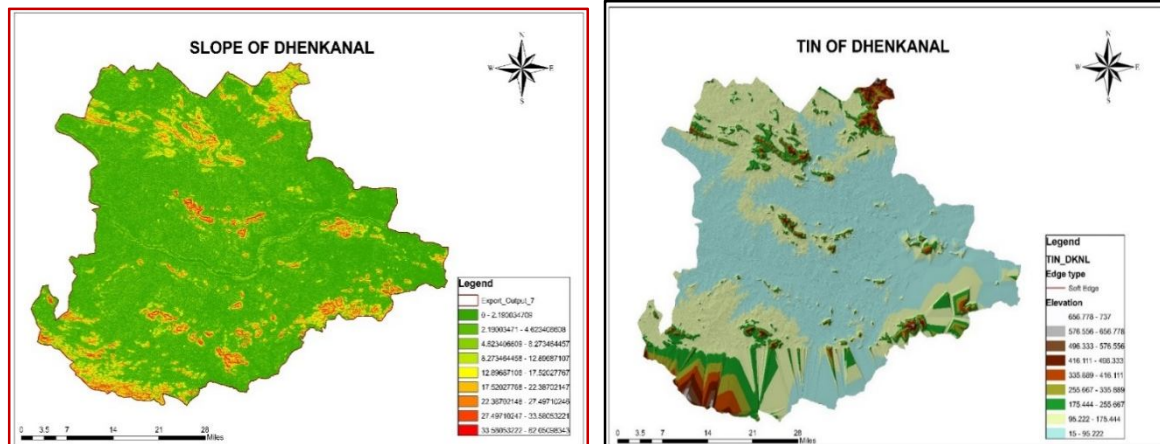 SLOPE OF DHENKANAL
N
W E
S
Legend
Export_Output_7
0 - 2.190034709
2.19003471 - 4.623406608
4.623406609 - 8.273464457
8.273464458 - 12.89687107
12.89687108 - 17.52027767
17.52027768 - 22.38702147
22.38702148 - 27.49710246
27.49710247 - 33.58053221
33.58053222 - 62.05098343
0 3.5 7 14 21 28
Miles
TIN OF DHENKANAL
N
W E
S
Legend
TIN_DKNL
Edge type
Soft Edge
Elevation
656.778 - 737
576.556 - 656.778
496.333 - 576.556
416.111 - 496.333
335.889 - 416.111
255.667 - 335.889
175.444 - 255.667
95.222 - 175.444
15 - 95.222
0 3.5 7 14 21 28
Miles